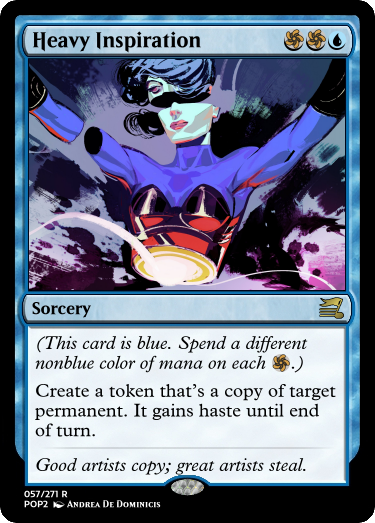 Heavy Inspiration
Sorcery
(This card is blue. Spend a different
nonblue color of mana on each .)
Create a token that's a copy of target
permanent. It gains haste until end
of turn.
Good artists copy; great artists steal.
057/271 R
POP2 Andrea De Dominicis